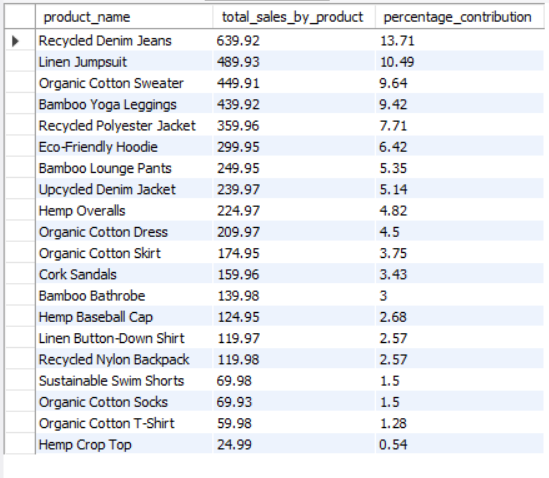 product_name total_sales_by_product percentage_contribution
Recycled Denim Jeans 639.92 13.71
Linen Jumpsuit 489.93 10.49
Organic Cotton Sweater 449.91 9.64
Bamboo Yoga Leggings 439.92 9.42
Recycled Polyester Jacket 359.96 7.71
Eco-Friendly Hoodie 299.95 6.42
Bamboo Lounge Pants 249.95 5.35
Upcycled Denim Jacket 239.97 5.14
Hemp Overalls 224.97 4.82
Organic Cotton Dress 209.97 4.5
Organic Cotton Skirt 174.95 3.75
Cork Sandals 159.96 3.43
Bamboo Bathrobe 139.98 3
Hemp Baseball Cap 124.95 2.68
Linen Button-Down Shirt 119.97 2.57
Recycled Nylon Backpack 119.98 2.57
Sustainable Swim Shorts 69.98 1.5
Organic Cotton Socks 69.93 1.5
Organic Cotton T-Shirt 59.98 1.28
Hemp Crop Top 24.99 0.54